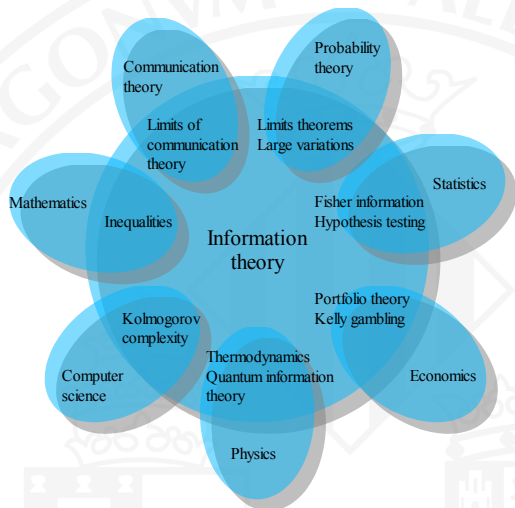 Communication
theory
Probability
theory
Limits of
communication
theory
Limits theorems
Large variations
Mathematics
Inequalities
Statistics
Fisher information
Hypothesis testing
Information
theory
Kolmogorov
complexity
Computer
science
Portfolio theory
Kelly gambling
Economics
Thermodynamics
Quantum information
theory
Physics